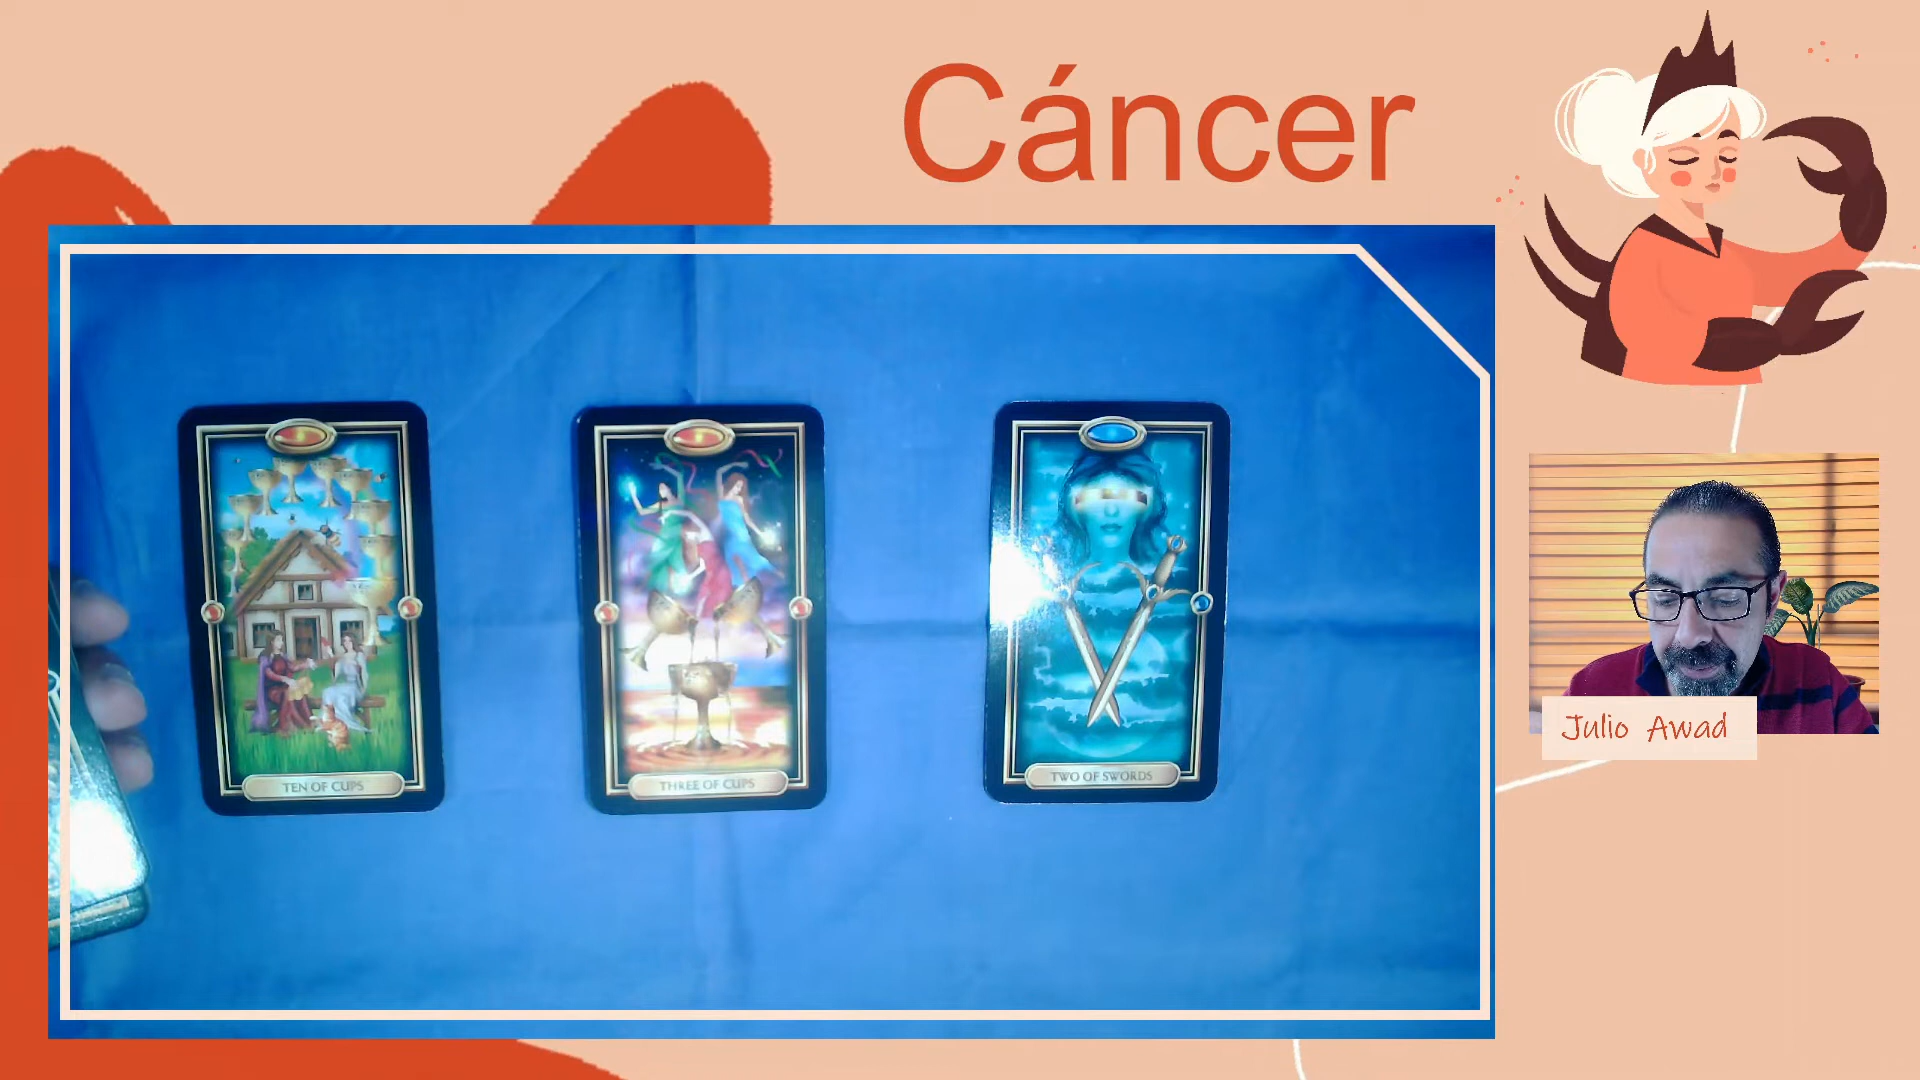 Cáncer
TEN OF CUPS
THREE OF CUPS
TWO OF SWORDS
Julio Awad